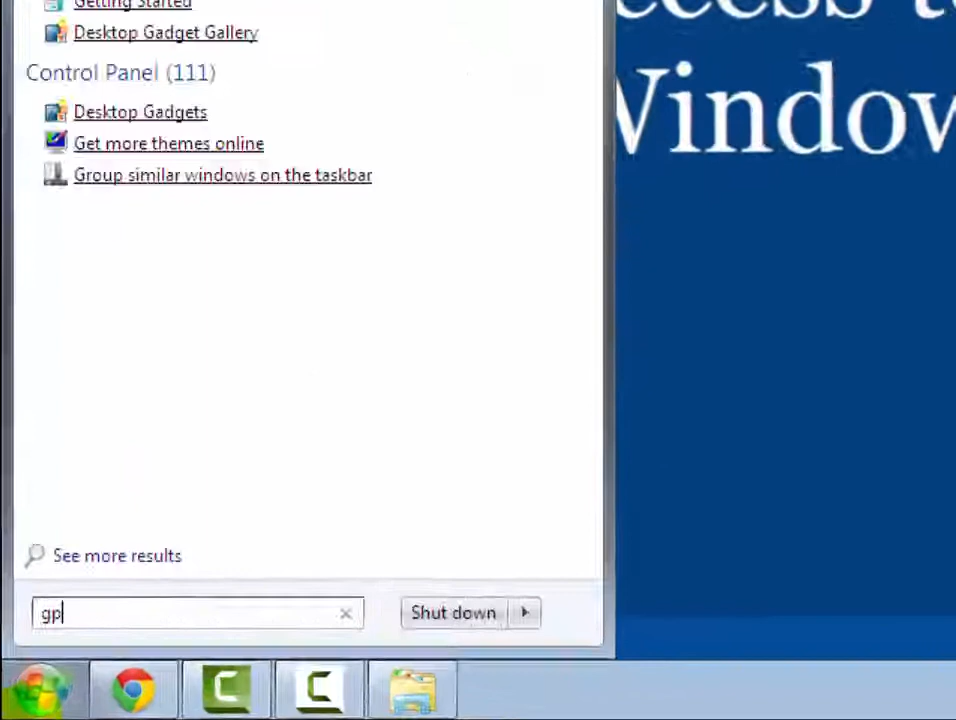 Getting Started
Desktop Gadget Gallery
Control Panel (111)
Desktop Gadgets
Get more themes online
Group similar windows on the taskbar
See more results
gp
Shut down